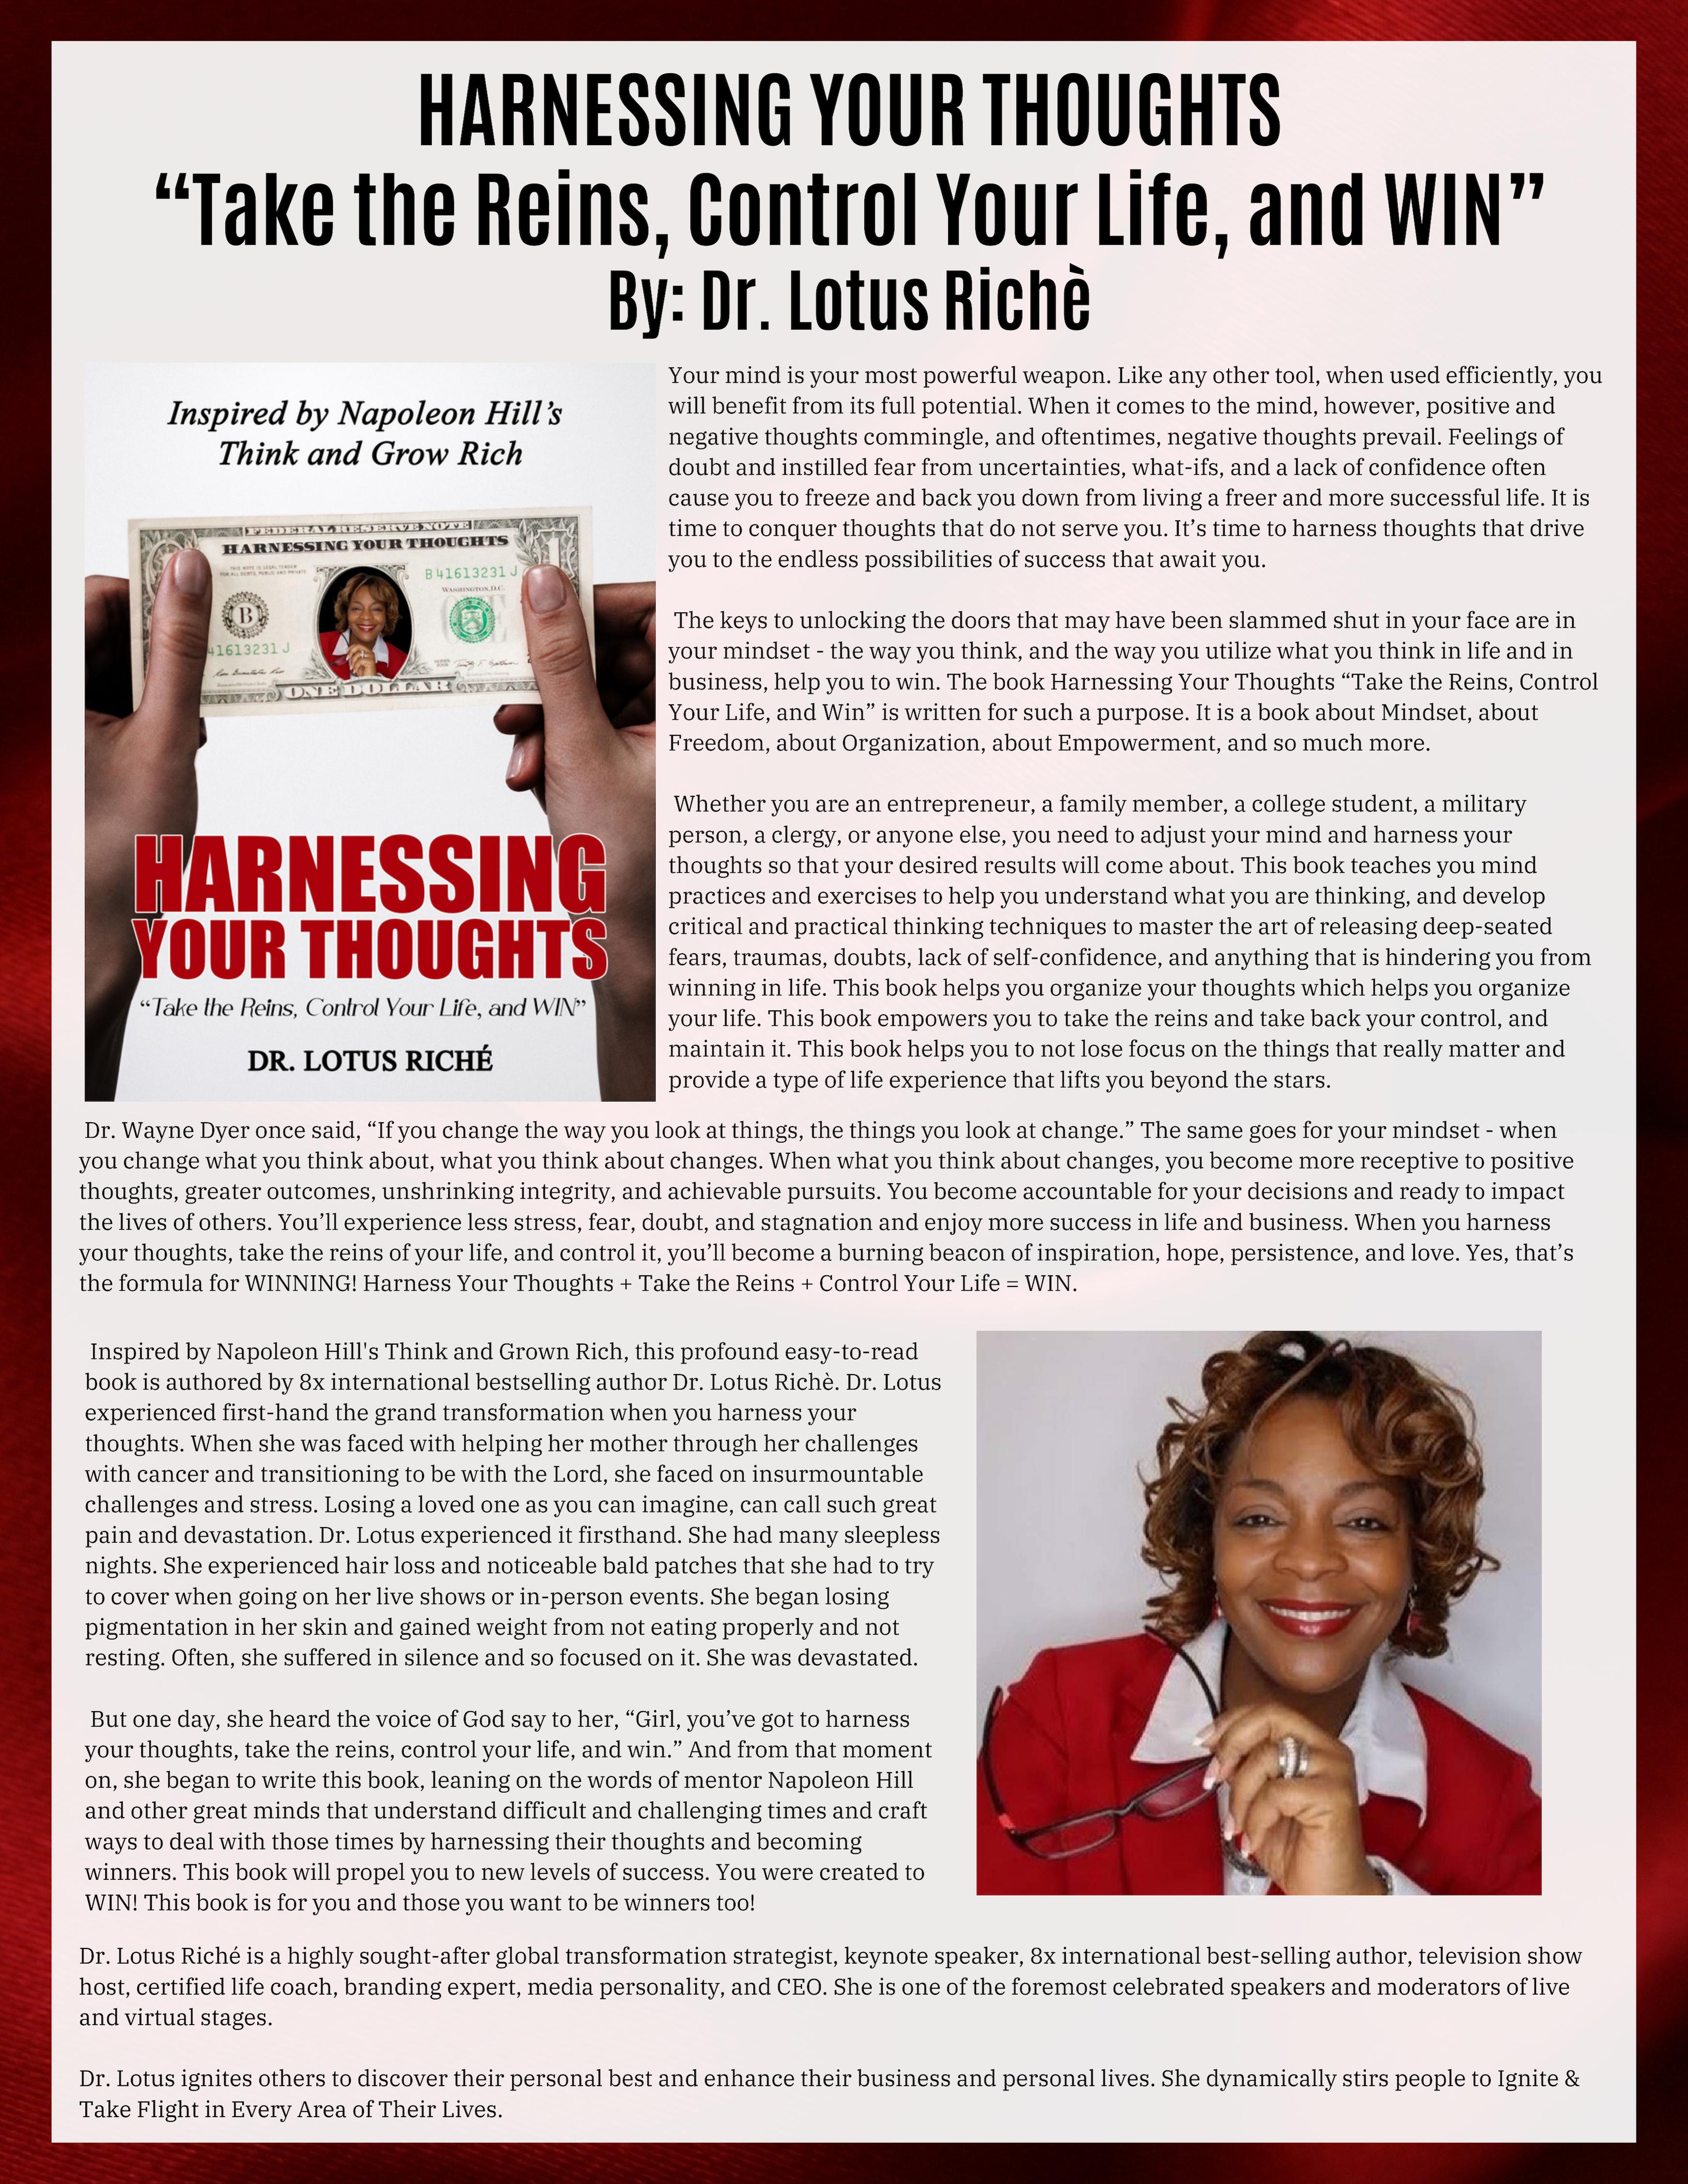 HARNESSING YOUR THOUGHTS
“Take the Reins, Control Your Life, and WIN”
By: Dr. Lotus Richè
Inspired by Napoleon Hill’s
Think and Grow Rich
FEDERAL RESERVE NOTE
HARNESSING YOUR THOUGHTS
THIS NOTE IS LEGAL TENDER
FOR ALL DEBTS, PUBLIC AND PRIVATE
B 41613231 J
WASHINGTON, D.C.
B
41613231 J
ONE DOLLAR
HARNESSING
YOUR THOUGHTS
“Take the Reins, Control Your Life, and WIN”
DR. LOTUS RICHÉ
Your mind is your most powerful weapon. Like any other tool, when used efficiently, you
will benefit from its full potential. When it comes to the mind, however, positive and
negative thoughts commingle, and oftentimes, negative thoughts prevail. Feelings of
doubt and instilled fear from uncertainties, what-ifs, and a lack of confidence often
cause you to freeze and back you down from living a freer and more successful life. It is
time to conquer thoughts that do not serve you. It’s time to harness thoughts that drive
you to the endless possibilities of success that await you.
The keys to unlocking the doors that may have been slammed shut in your face are in
your mindset - the way you think, and the way you utilize what you think in life and in
business, help you to win. The book Harnessing Your Thoughts “Take the Reins, Control
Your Life, and Win” is written for such a purpose. It is a book about Mindset, about
Freedom, about Organization, about Empowerment, and so much more.
Whether you are an entrepreneur, a family member, a college student, a military
person, a clergy, or anyone else, you need to adjust your mind and harness your
thoughts so that your desired results will come about. This book teaches you mind
practices and exercises to help you understand what you are thinking, and develop
critical and practical thinking techniques to master the art of releasing deep-seated
fears, traumas, doubts, lack of self-confidence, and anything that is hindering you from
winning in life. This book helps you organize your thoughts which helps you organize
your life. This book empowers you to take the reins and take back your control, and
maintain it. This book helps you to not lose focus on the things that really matter and
provide a type of life experience that lifts you beyond the stars.
Dr. Wayne Dyer once said, “If you change the way you look at things, the things you look at change.” The same goes for your mindset - when
you change what you think about, what you think about changes. When what you think about changes, you become more receptive to positive
thoughts, greater outcomes, unshrinking integrity, and achievable pursuits. You become accountable for your decisions and ready to impact
the lives of others. You’ll experience less stress, fear, doubt, and stagnation and enjoy more success in life and business. When you harness
your thoughts, take the reins of your life, and control it, you’ll become a burning beacon of inspiration, hope, persistence, and love. Yes, that’s
the formula for WINNING! Harness Your Thoughts + Take the Reins + Control Your Life = WIN.
Inspired by Napoleon Hill's Think and Grown Rich, this profound easy-to-read
book is authored by 8x international bestselling author Dr. Lotus Richè. Dr. Lotus
experienced first-hand the grand transformation when you harness your
thoughts. When she was faced with helping her mother through her challenges
with cancer and transitioning to be with the Lord, she faced on insurmountable
challenges and stress. Losing a loved one as you can imagine, can call such great
pain and devastation. Dr. Lotus experienced it firsthand. She had many sleepless
nights. She experienced hair loss and noticeable bald patches that she had to try
to cover when going on her live shows or in-person events. She began losing
pigmentation in her skin and gained weight from not eating properly and not
resting. Often, she suffered in silence and so focused on it. She was devastated.
But one day, she heard the voice of God say to her, “Girl, you’ve got to harness
your thoughts, take the reins, control your life, and win.” And from that moment
on, she began to write this book, leaning on the words of mentor Napoleon Hill
and other great minds that understand difficult and challenging times and craft
ways to deal with those times by harnessing their thoughts and becoming
winners. This book will propel you to new levels of success. You were created to
WIN! This book is for you and those you want to be winners too!
Dr. Lotus Riché is a highly sought-after global transformation strategist, keynote speaker, 8x international best-selling author, television show
host, certified life coach, branding expert, media personality, and CEO. She is one of the foremost celebrated speakers and moderators of live
and virtual stages.
Dr. Lotus ignites others to discover their personal best and enhance their business and personal lives. She dynamically stirs people to Ignite &
Take Flight in Every Area of Their Lives.